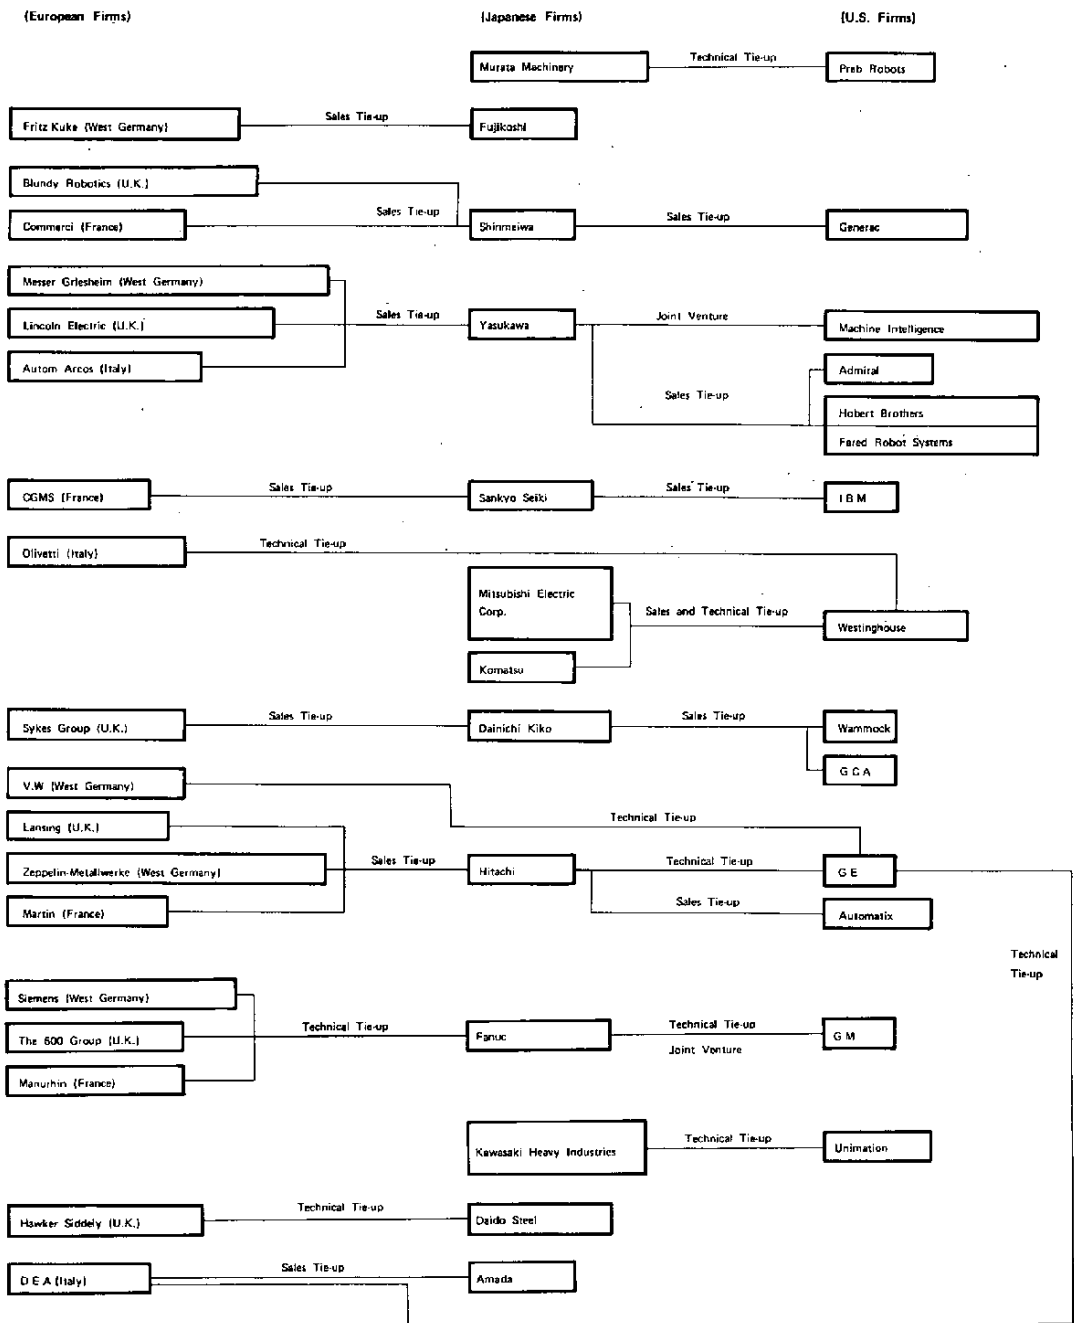 (European Firms) (Japanese Firms) (U.S. Firms)
Technical Tie-up
Murata Machinery Prab Robots
Sales Tie-up
Fritz Kuke (West Germany) Fujikoshi
Blundy Robotics (U.K.)
Sales Tie-up Sales Tie-up
Commerci (France) Shinmeiwa Generac
Messer Griesheim (West Germany)
Sales Tie-up Joint Venture
Lincoln Electric (U.K.) Yasukawa Machine Intelligence
Autom Arcos (Italy) Admiral
Sales Tie-up
Hobert Brothers
Fared Robot Systems
Sales Tie-up Sales Tie-up
CGMS (France) Sankyo Seiki IBM
Technical Tie-up
Olivetti (Italy)
Mitsubishi Electric
Corp.
Sales and Technical Tie-up
Westinghouse
Komatsu
Sales Tie-up Sales Tie-up
Sykes Group (U.K.) Dainichi Kiko Wammock
GCA
V.W (West Germany)
Technical Tie-up
Lansing (U.K.)
Sales Tie-up Technical Tie-up
Zeppelin-Metallwerke (West Germany) Hitachi GE
Sales Tie-up
Martin (France) Automatix
Technical
Tie-up
Siemens (West Germany)
Technical Tie-up Technical Tie-up
The 600 Group (U.K.) Fanuc GM
Joint Venture
Manurhin (France)
Technical Tie-up
Kawasaki Heavy Industries Unimation
Technical Tie-up
Hawker Siddely (U.K.) Daido Steel
Sales Tie-up
DEA (Italy) Amada